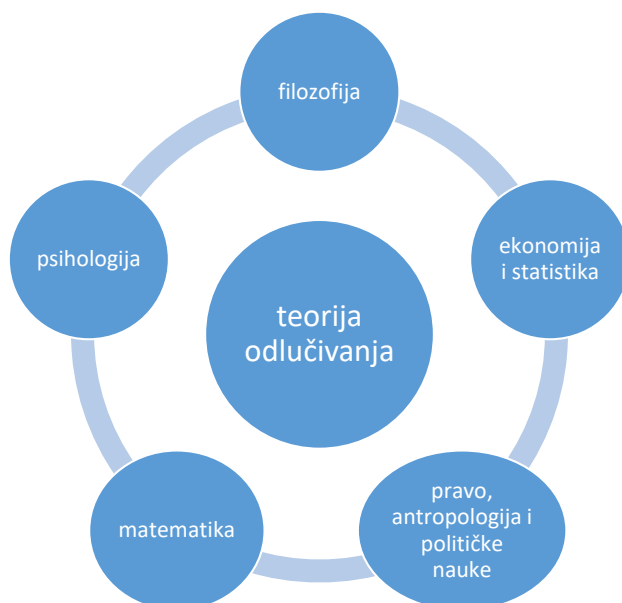 filozofija
ekonomija
i statistika
pravo,
antropologija i
političke
nauke
matematika
psihologija
teorija
odlučivanja